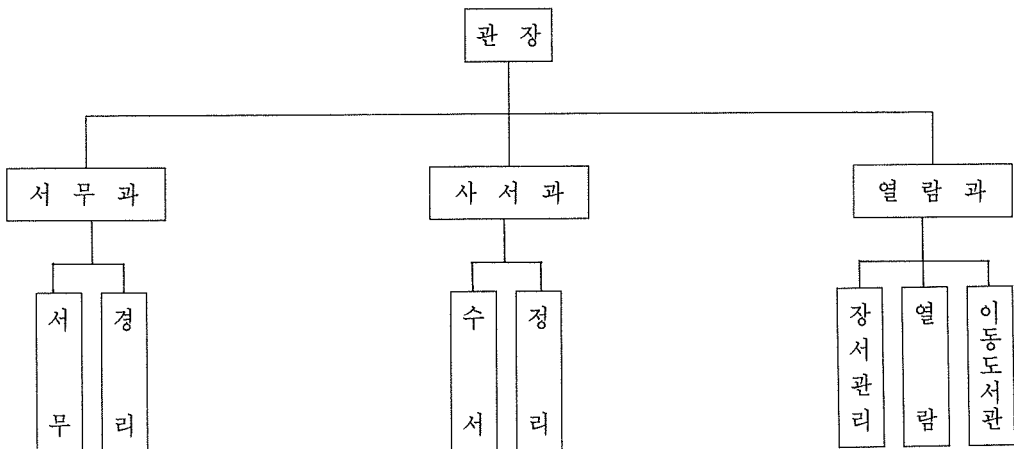 관 장
서 무 과
사 서 과
열 람 과
서 무
경 리
수 서
정 리
장서관리
열 람
이동도서관